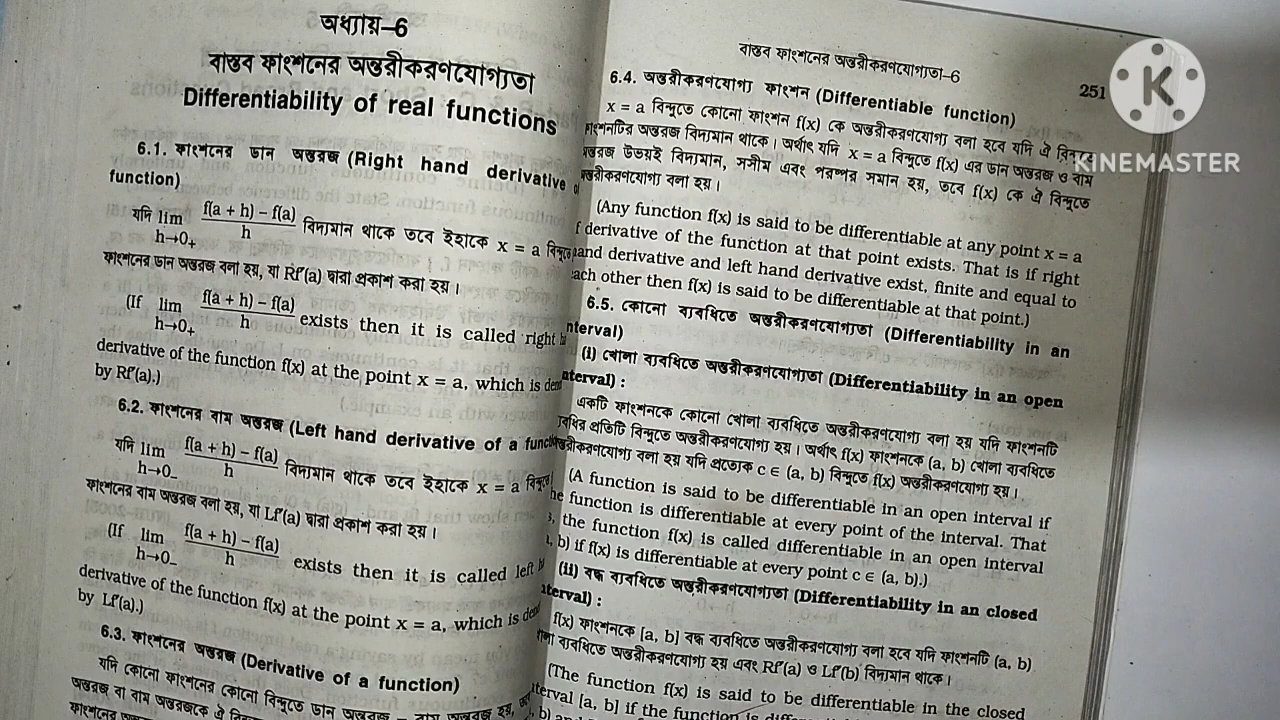 অধ্যায়–6
বাস্তব ফাংশনের অন্তরীকরণযোগ্যতা
Differentiability of real functions
6.1. ফাংশনের ডান অন্তরজ (Right hand derivative
function)
যদি lim h→0₊ f(a + h) – f(a) / h বিদ্যমান থাকে তবে ইহাকে x = a বিন্দুতে
ফাংশনের ডান অন্তরজ বলা হয়, যা Rf′(a) দ্বারা প্রকাশ করা হয়।
(If lim h→0₊ f(a + h) – f(a) / h exists then it is called right
derivative of the function f(x) at the point x = a, which is
by Rf′(a).)
6.2. ফাংশনের বাম অন্তরজ (Left hand derivative of a
যদি lim h→0₋ f(a + h) – f(a) / h বিদ্যমান থাকে তবে ইহাকে x = a
ফাংশনের বাম অন্তরজ বলা হয়, যা Lf′(a) দ্বারা প্রকাশ করা হয়।
(If lim h→0₋ f(a + h) – f(a) / h exists then it is called left
derivative of the function f(x) at the point x = a, which is
by Lf′(a).)
6.3. ফাংশনের অন্তরজ (Derivative of a function)
যদি কোনো ফাংশনের কোনো বিন্দুতে ডান অন্তরজ
বাস্তব ফাংশনের অন্তরীকরণযোগ্যতা–6
251
6.4. অন্তরীকরণযোগ্য ফাংশন (Differentiable function)
x = a বিন্দুতে কোনো ফাংশন f(x) কে অন্তরীকরণযোগ্য বলা হবে যদি ঐ বিন্দুতে
অন্তরজ বিদ্যমান থাকে। অর্থাৎ যদি x = a বিন্দুতে f(x) এর ডান অন্তরজ ও বাম
উভয়ই বিদ্যমান, সসীম এবং পরস্পর সমান হয়, তবে f(x) কে ঐ বিন্দুতে
বলা হয়।
(Any function f(x) is said to be differentiable at any point x = a
f derivative of the function at that point exists. That is if right
hand derivative and left hand derivative exist, finite and equal to
each other then f(x) is said to be differentiable at that point.)
6.5. কোনো ব্যবধিতে অন্তরীকরণযোগ্যতা (Differentiability in an
nterval)
(i) খোলা ব্যবধিতে অন্তরীকরণযোগ্যতা (Differentiability in an open
nterval) :
একটি ফাংশনকে কোনো খোলা ব্যবধিতে অন্তরীকরণযোগ্য বলা হয় যদি ফাংশনটি
প্রতিটি বিন্দুতে অন্তরীকরণযোগ্য হয়। অর্থাৎ f(x) ফাংশনকে (a, b) খোলা ব্যবধিতে
বলা হয় যদি প্রত্যেক c ∈ (a, b) বিন্দুতে f(x) অন্তরীকরণযোগ্য হয়।
(A function is said to be differentiable in an open interval if
he function is differentiable at every point of the interval. That
the function f(x) is called differentiable in an open interval
, b) if f(x) is differentiable at every point c ∈ (a, b).)
(ii) বদ্ধ ব্যবধিতে অন্তরীকরণযোগ্যতা (Differentiability in an closed
nterval) :
f(x) ফাংশনকে [a, b] বদ্ধ ব্যবধিতে অন্তরীকরণযোগ্য বলা হবে যদি ফাংশনটি (a, b)
ব্যবধিতে অন্তরীকরণযোগ্য হয় এবং Rf′(a) ও Lf′(b) বিদ্যমান থাকে।
(The function f(x) is said to be differentiable in the closed
nterval [a, b] if the function is
K
KINEMASTER